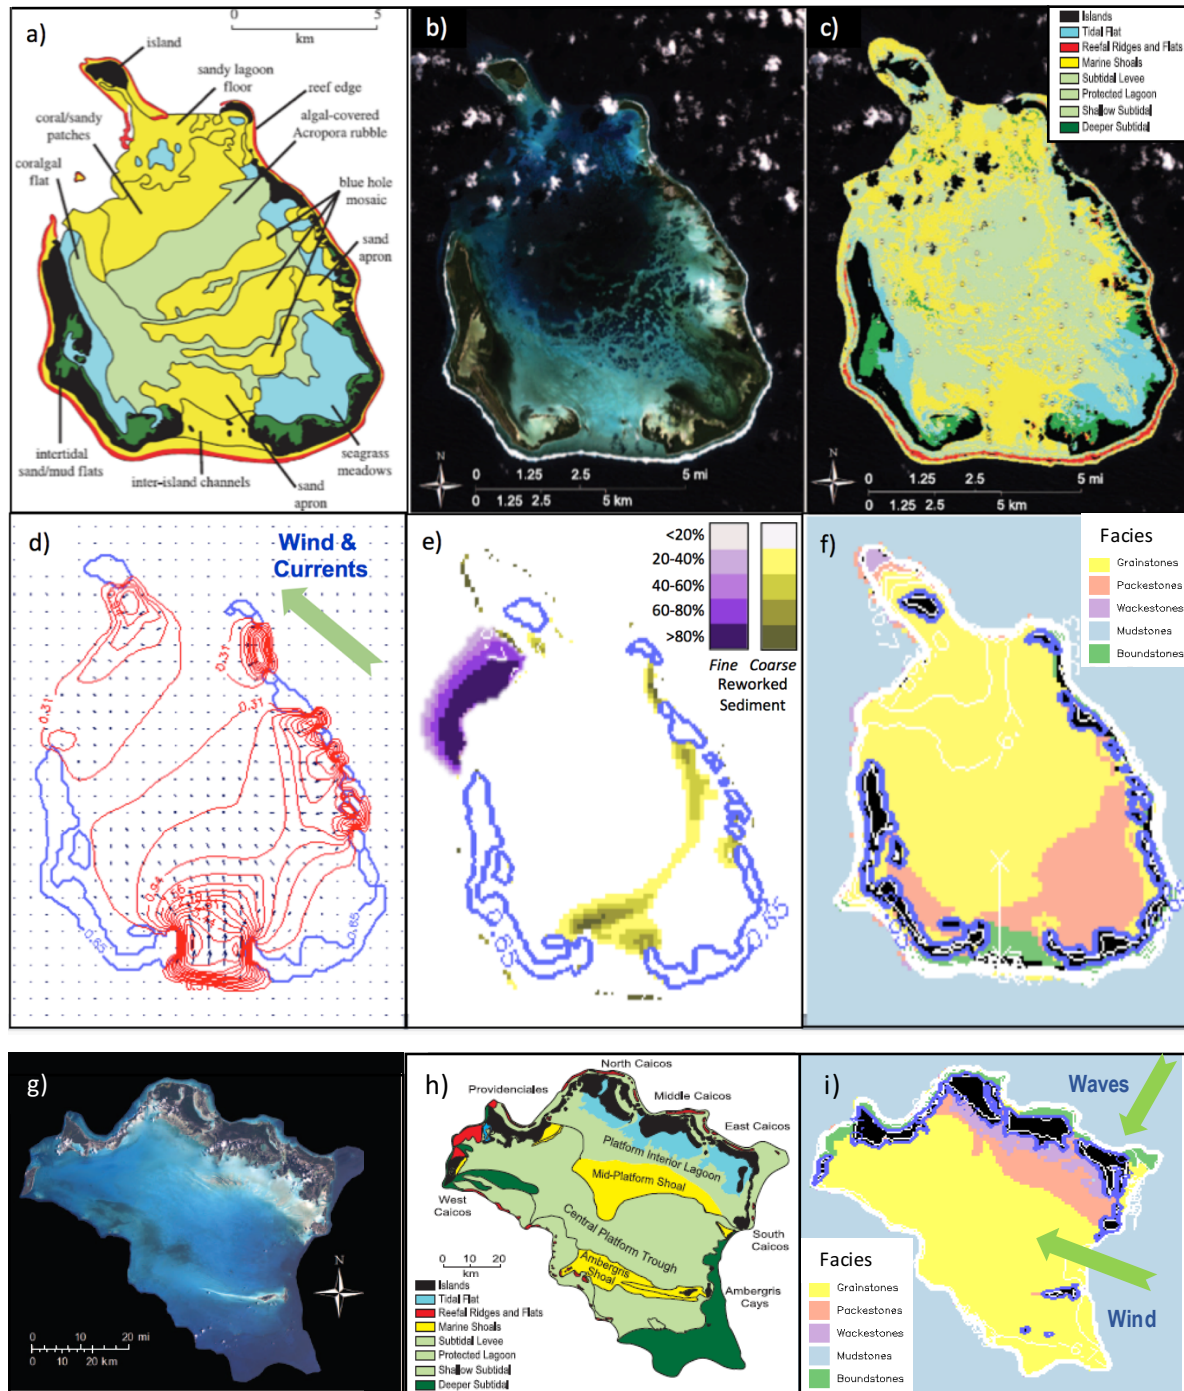 a)
0
5
km
island
sandy lagoon
floor
reef edge
coral/sandy
patches
algal-covered
Acropora rubble
coralgal
flat
blue hole
mosaic
sand
apron
intertidal
sand/mud flats
inter-island channels
sand
apron
seagrass
meadows
b)
N
0 1.25 2.5 5 mi
0 1.25 2.5 5 km
c)
Islands
Tidal Flat
Reefal Ridges and Flats
Marine Shoals
Subtidal Levee
Protected Lagoon
Shallow Subtidal
Deeper Subtidal
N
0 1.25 2.5 5 mi
0 1.25 2.5 5 km
d)
Wind &
Currents
0.31
0.31
0.31
0.94
0.65
0.65
0.31
e)
<20%
20-40%
40-60%
60-80%
>80%
Fine Coarse
Reworked
Sediment
0.65
0.65
f)
Facies
Grainstones
Packestones
Wackestones
Mudstones
Boundstones
g)
N
0 10 20 mi
0 10 20 km
h)
North Caicos
Providenciales
Middle Caicos
East Caicos
Platform Interior Lagoon
Mid-Platform Shoal
West
Caicos
Central Platform Trough
South
Caicos
0 10 20
km
Ambergris
Shoal
Ambergris
Cays
Islands
Tidal Flat
Reefal Ridges and Flats
Marine Shoals
Subtidal Levee
Protected Lagoon
Shallow Subtidal
Deeper Subtidal
i)
Waves
Wind
Facies
Grainstones
Packestones
Wackestones
Mudstones
Boundstones